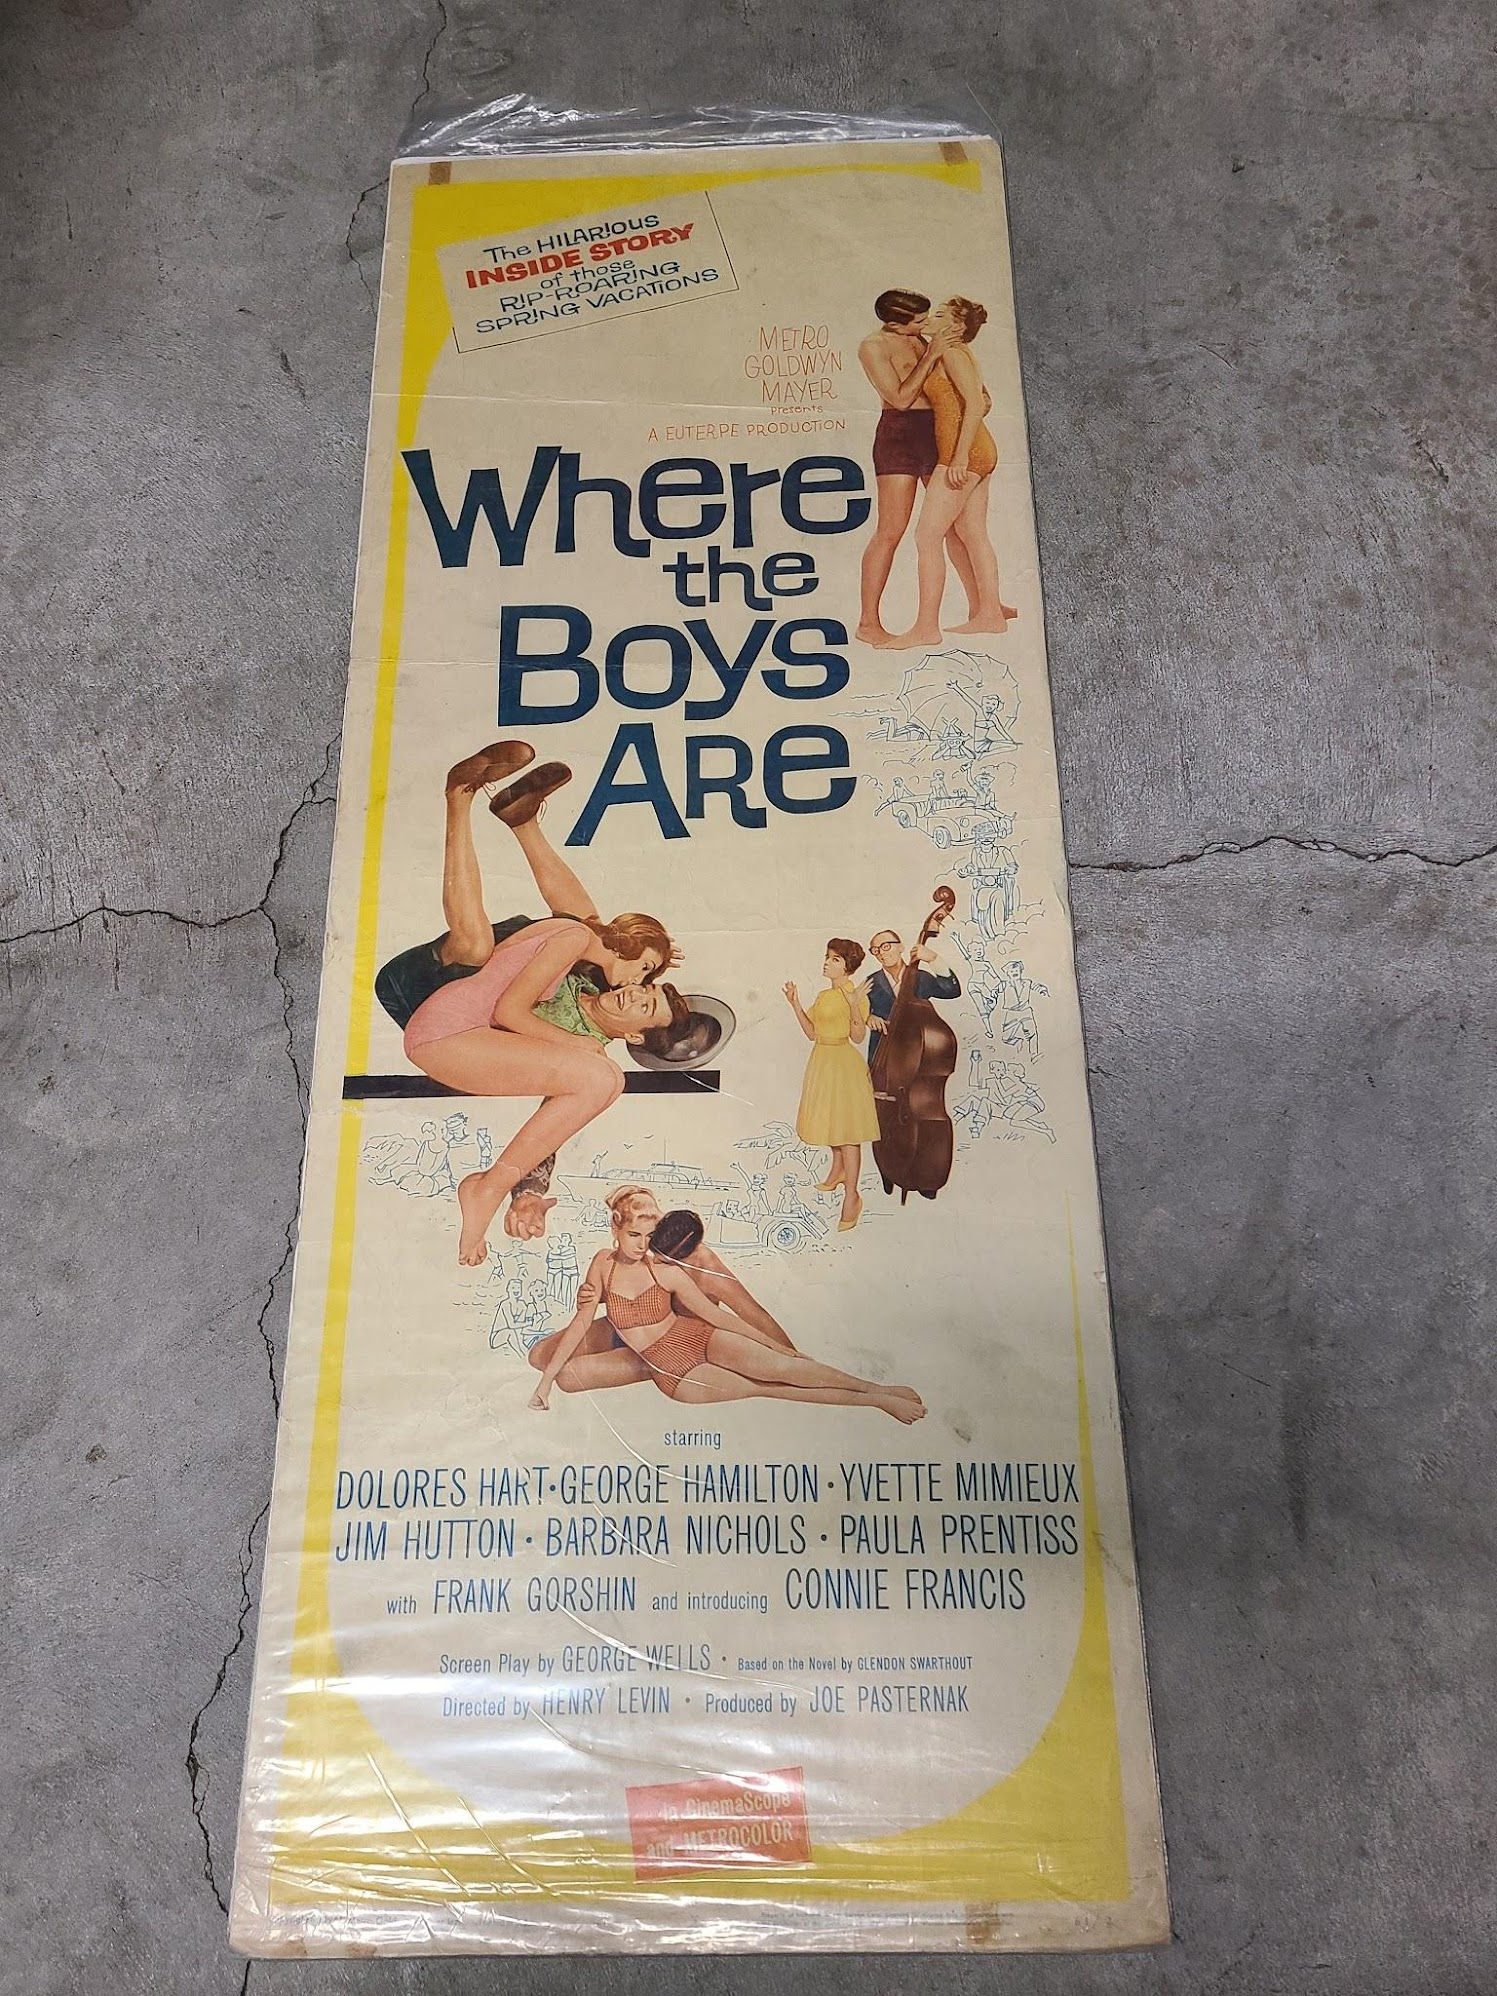 The HILARIOUS
INSIDE STORY
of those
RIP-ROARING
SPRING VACATIONS
METRO
GOLDWYN
MAYER
presents
A EUTERPE PRODUCTION
Where
the
Boys
Are
starring
DOLORES HART · GEORGE HAMILTON · YVETTE MIMIEUX
JIM HUTTON · BARBARA NICHOLS · PAULA PRENTISS
with FRANK GORSHIN and introducing CONNIE FRANCIS
Screen Play by GEORGE WELLS · Based on the Novel by GLENDON SWARTHOUT
Directed by HENRY LEVIN · Produced by JOE PASTERNAK
in CinemaScope
and METROCOLOR